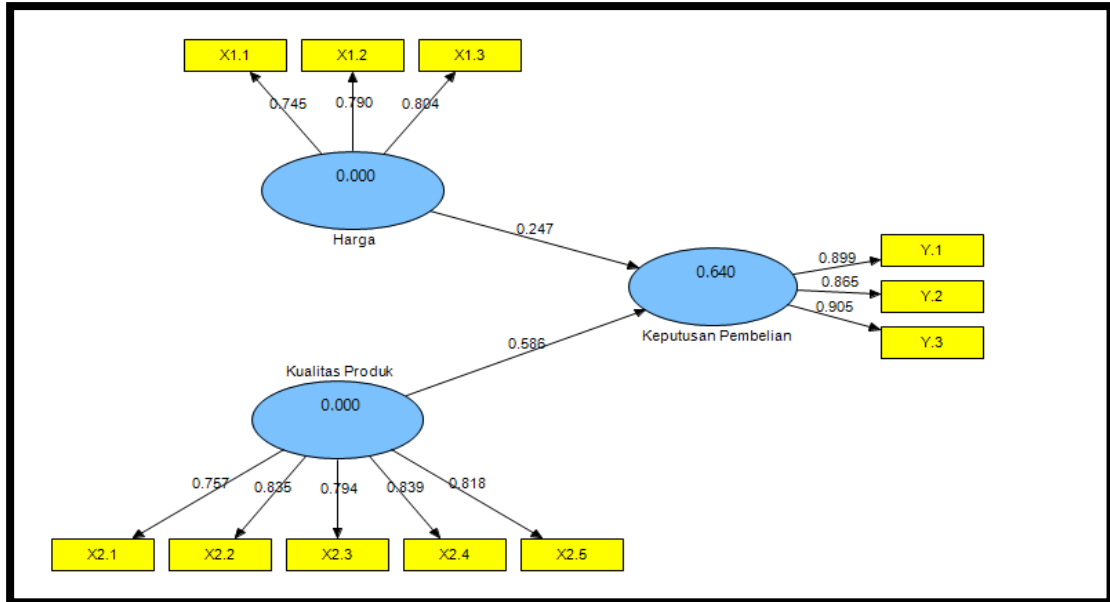 X1.1 X1.2 X1.3
0.745 0.790 0.804
0.000
Harga
0.247
0.640
Keputusan Pembelian
Y.1
0.899
0.865
Y.2
0.905
Y.3
0.586
Kualitas Produk
0.000
0.757 0.835 0.794 0.839 0.818
X2.1 X2.2 X2.3 X2.4 X2.5